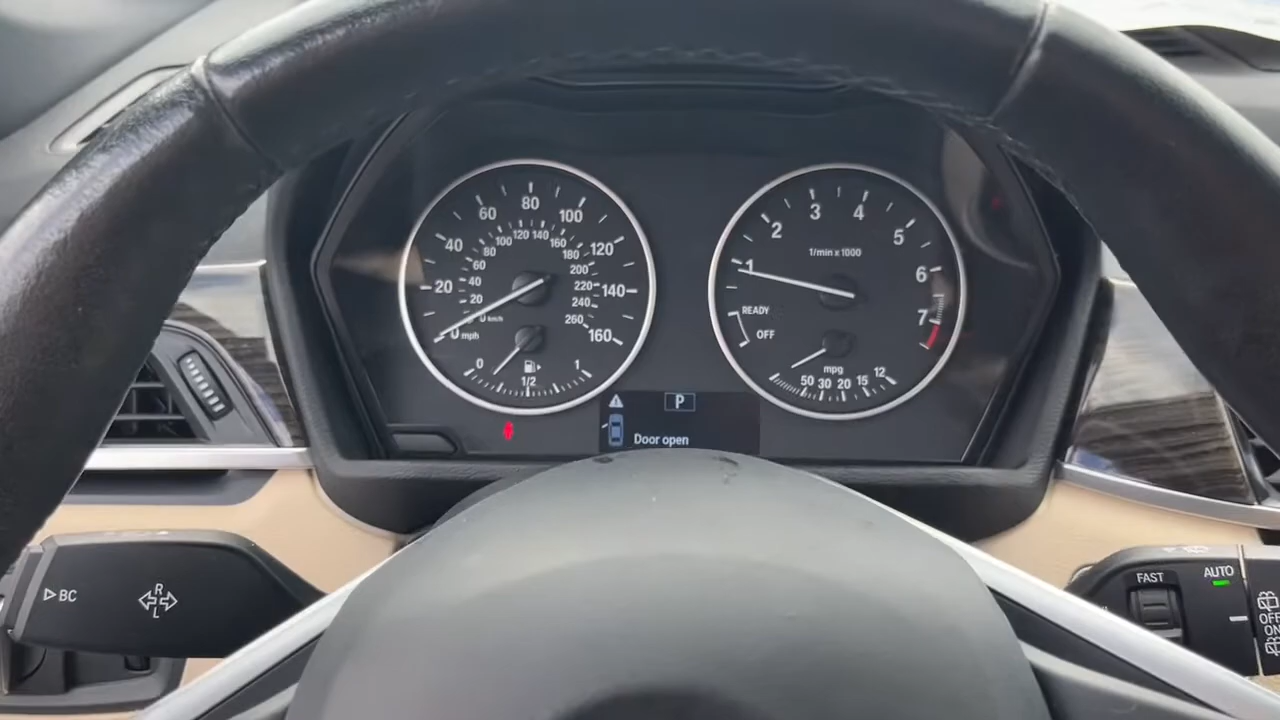 20 40 60 80 100 120 140 160
20 40 60 80 100 120 140 160 180 200 220 240 260
0 km/h
0 mph
0 1/2 1
1 2 3 4 5 6 7
1/min x 1000
READY
OFF
mpg
50 30 20 15 12
P
Door open
BC
R
L
FAST
AUTO
OFF
ON